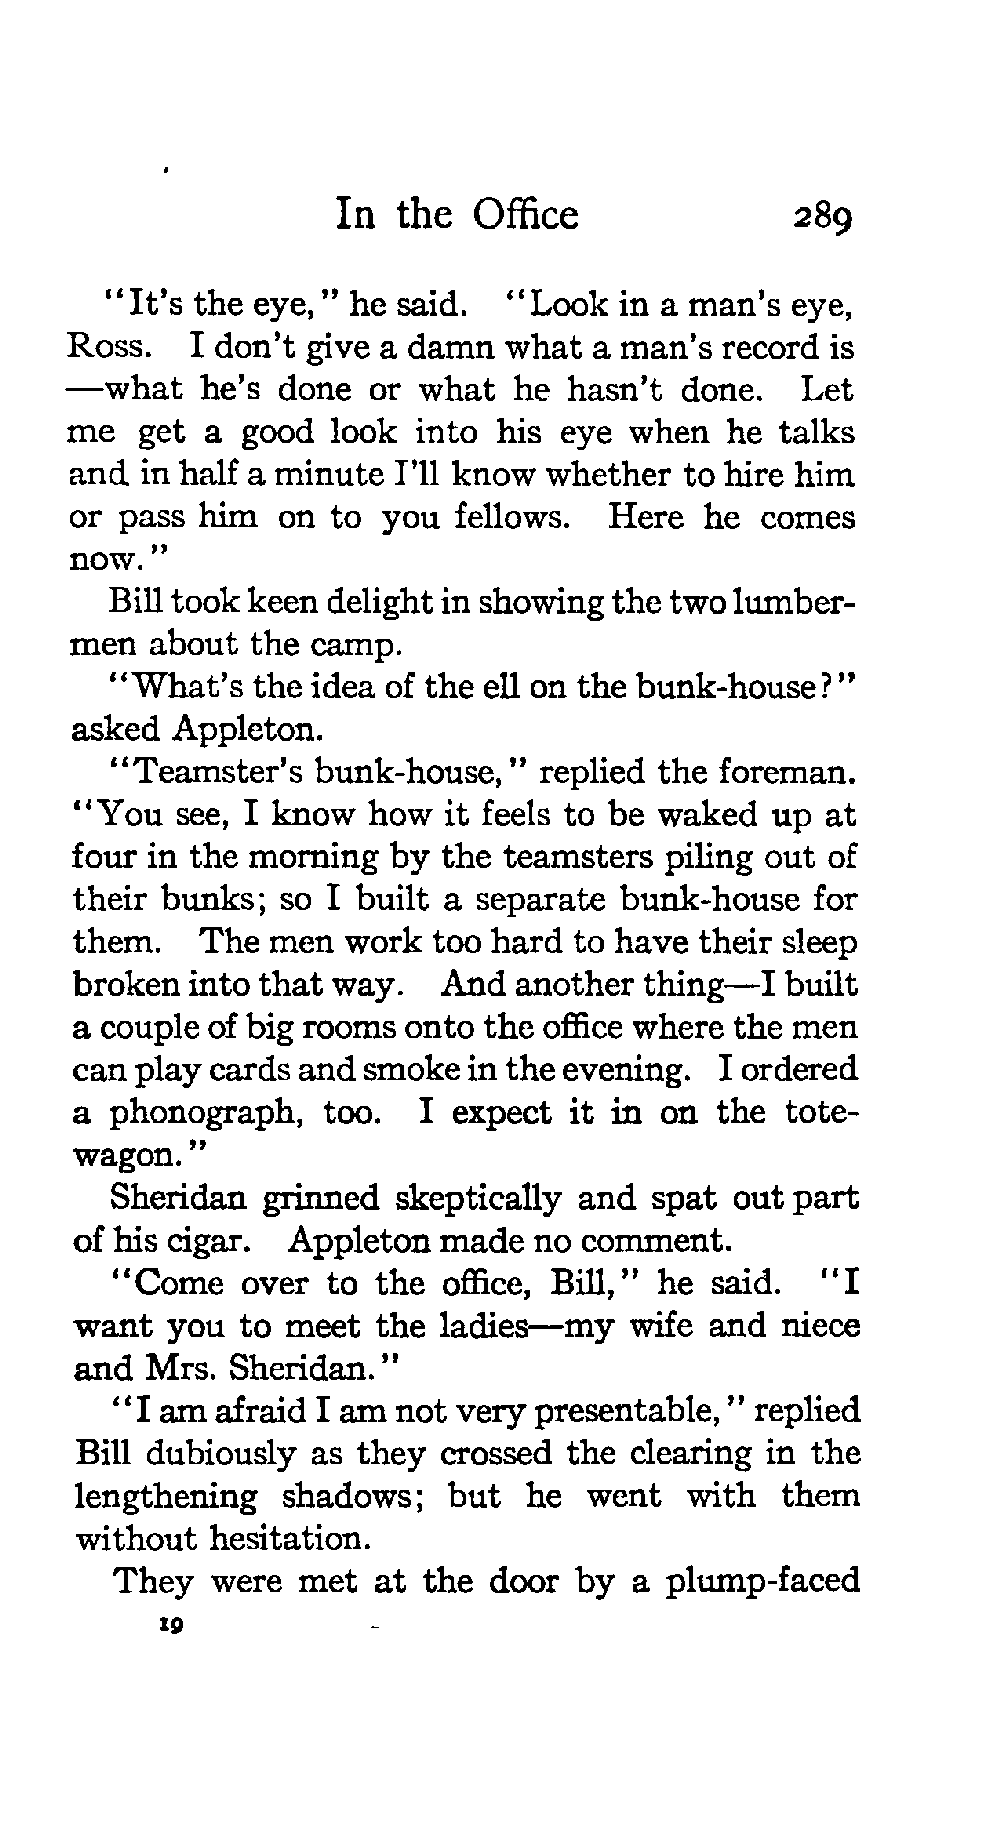 In the Office 289
"It's the eye," he said. "Look in a man's eye,
Ross. I don't give a damn what a man's record is
—what he's done or what he hasn't done. Let
me get a good look into his eye when he talks
and in half a minute I'll know whether to hire him
or pass him on to you fellows. Here he comes
now."
Bill took keen delight in showing the two lumber-
men about the camp.
"What's the idea of the ell on the bunk-house?"
asked Appleton.
"Teamster's bunk-house," replied the foreman.
"You see, I know how it feels to be waked up at
four in the morning by the teamsters piling out of
their bunks; so I built a separate bunk-house for
them. The men work too hard to have their sleep
broken into that way. And another thing—I built
a couple of big rooms onto the office where the men
can play cards and smoke in the evening. I ordered
a phonograph, too. I expect it in on the tote-
wagon."
Sheridan grinned skeptically and spat out part
of his cigar. Appleton made no comment.
"Come over to the office, Bill," he said. "I
want you to meet the ladies—my wife and niece
and Mrs. Sheridan."
"I am afraid I am not very presentable," replied
Bill dubiously as they crossed the clearing in the
lengthening shadows; but he went with them
without hesitation.
They were met at the door by a plump-faced
19